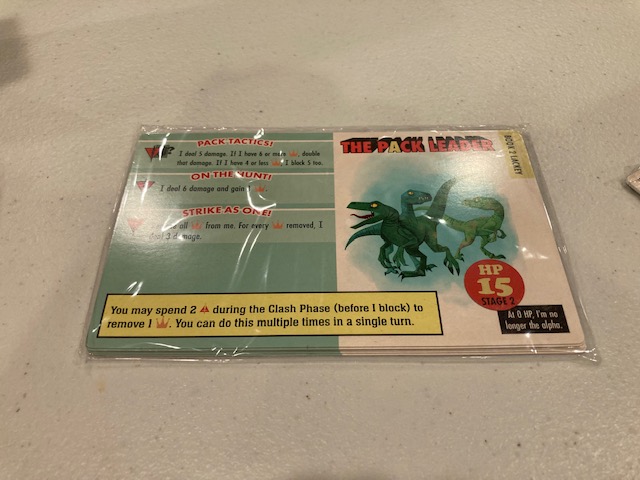 PACK TACTICS!
I deal 5 damage. If I have 6 or more , double
that damage. If I have 4 or less , I block 5 too.
ON THE HUNT!
I deal 6 damage and gain 1 .
STRIKE AS ONE!
all from me. For every removed, I
deal 3 damage.
You may spend 2 during the Clash Phase (before I block) to
remove 1 . You can do this multiple times in a single turn.
THE PACK LEADER
BOOK 2 LACKEY
HP
15
STAGE 2
At 0 HP, I'm no
longer the alpha.